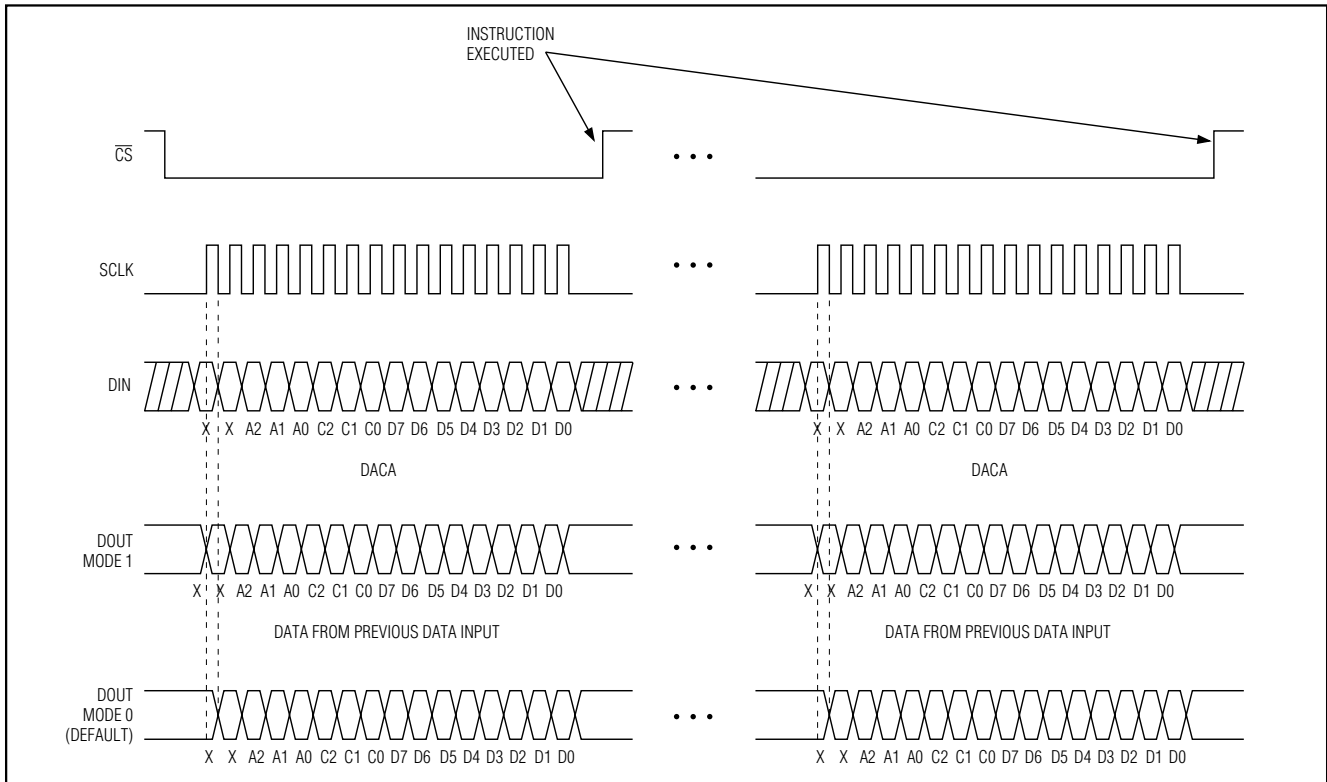 INSTRUCTION
EXECUTED
CS
• • •
SCLK
• • •
DIN
• • •
X X A2 A1 A0 C2 C1 C0 D7 D6 D5 D4 D3 D2 D1 D0
X X A2 A1 A0 C2 C1 C0 D7 D6 D5 D4 D3 D2 D1 D0
DACA
DACA
DOUT
MODE 1
• • •
X X A2 A1 A0 C2 C1 C0 D7 D6 D5 D4 D3 D2 D1 D0
X X A2 A1 A0 C2 C1 C0 D7 D6 D5 D4 D3 D2 D1 D0
DATA FROM PREVIOUS DATA INPUT
DATA FROM PREVIOUS DATA INPUT
DOUT
MODE 0
(DEFAULT)
• • •
X X A2 A1 A0 C2 C1 C0 D7 D6 D5 D4 D3 D2 D1 D0
X X A2 A1 A0 C2 C1 C0 D7 D6 D5 D4 D3 D2 D1 D0